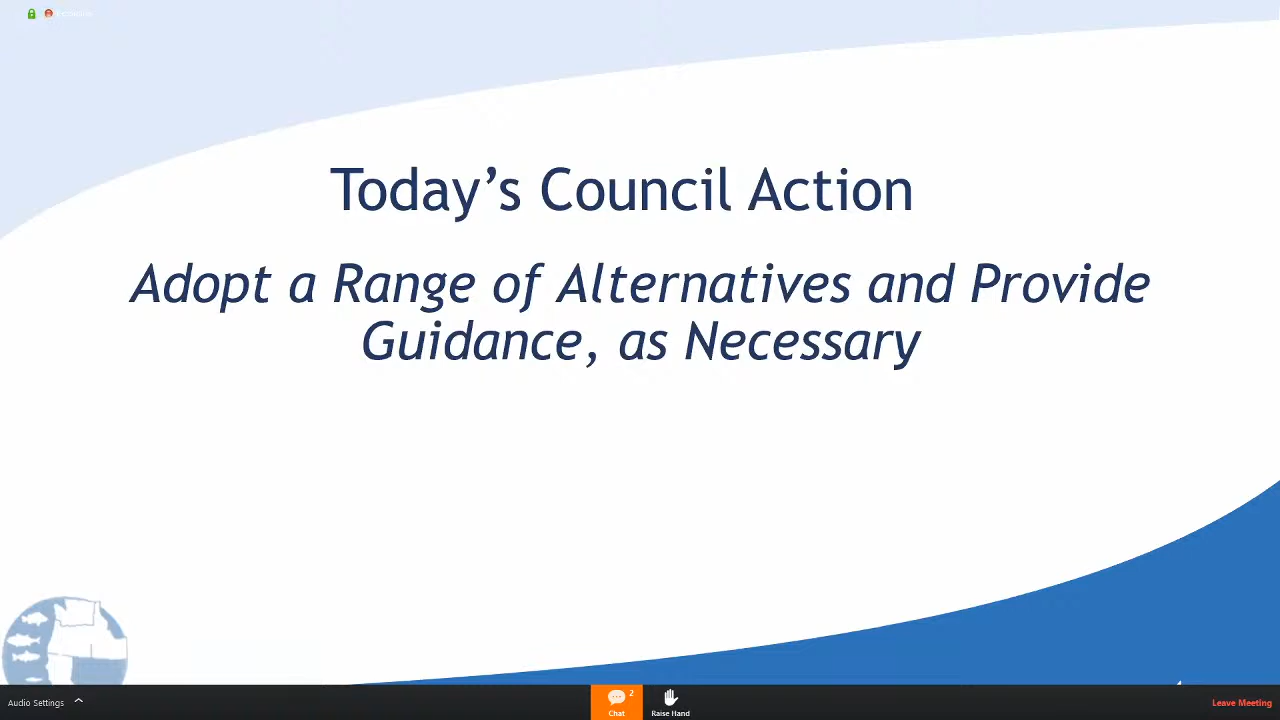 Today's Council Action
Adopt a Range of Alternatives and Provide
Guidance, as Necessary
Audio Settings
2
Chat
Raise Hand
Leave Meeting